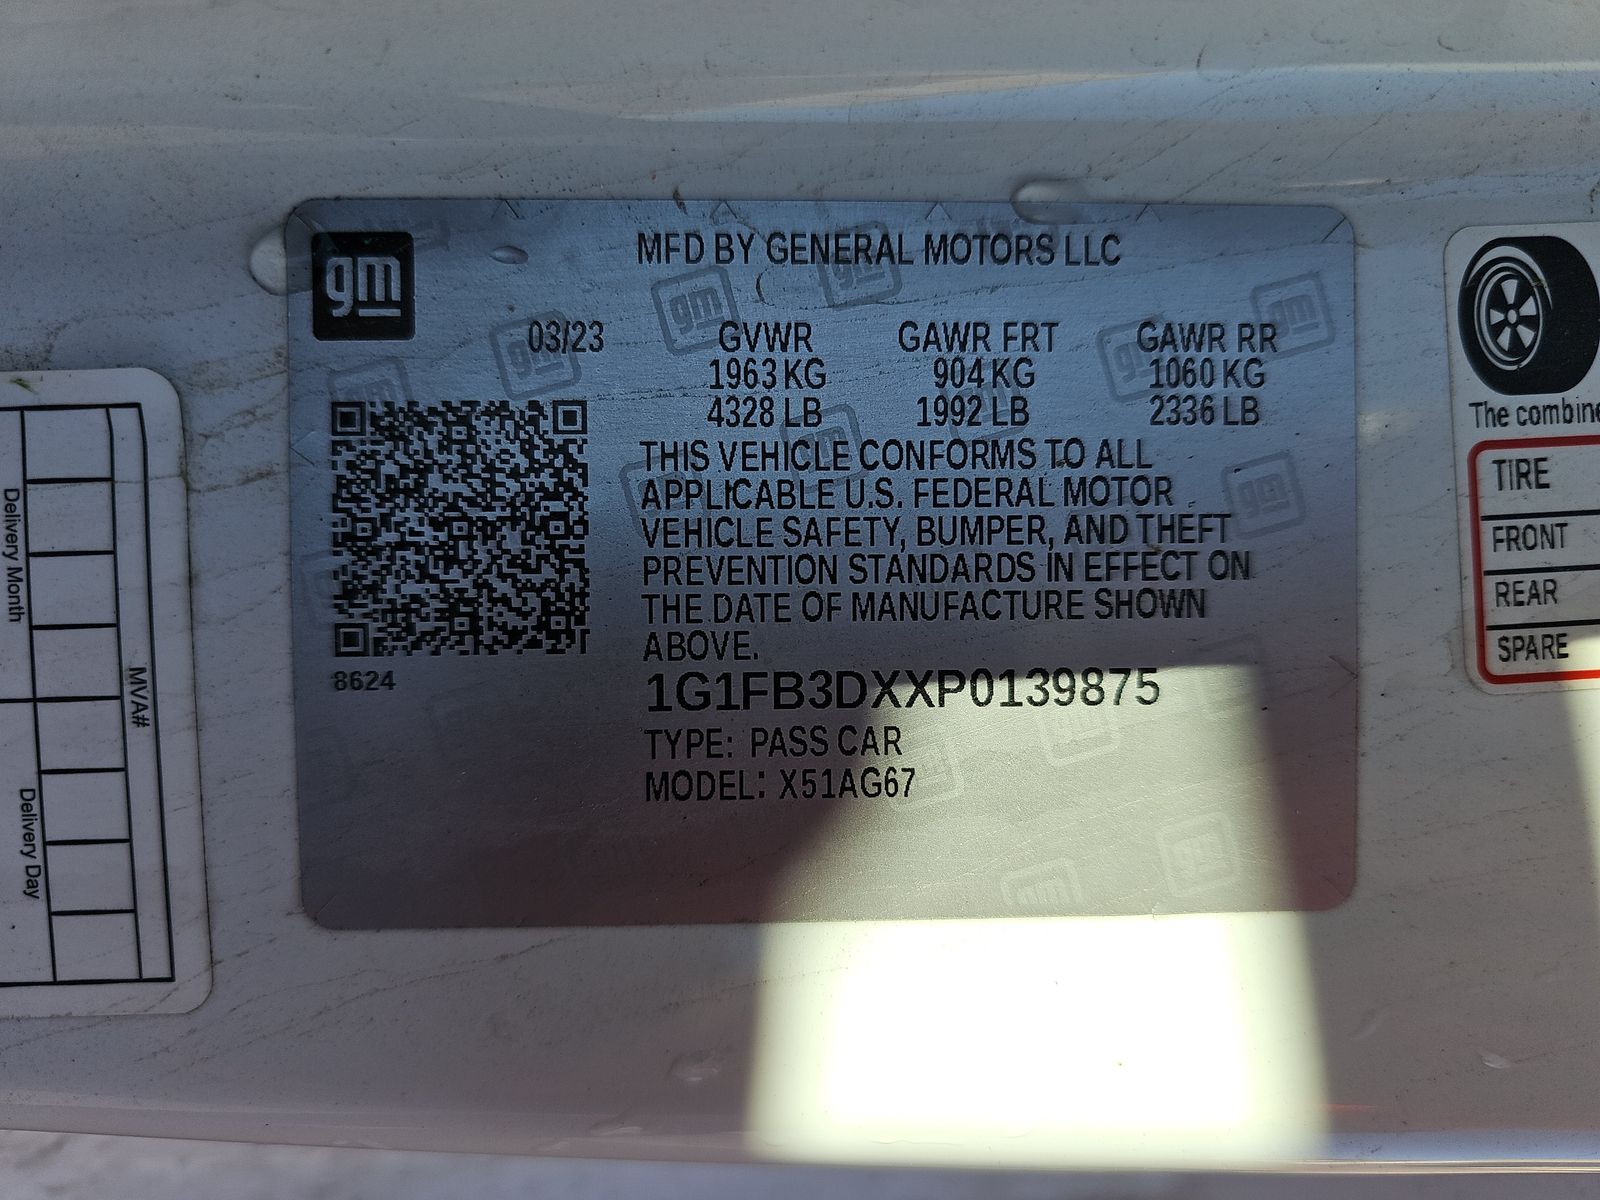 gm
MFD BY GENERAL MOTORS LLC
03/23 GVWR GAWR FRT GAWR RR
1963 KG 904 KG 1060 KG
4328 LB 1992 LB 2336 LB
THIS VEHICLE CONFORMS TO ALL
APPLICABLE U.S. FEDERAL MOTOR
VEHICLE SAFETY, BUMPER, AND THEFT
PREVENTION STANDARDS IN EFFECT ON
THE DATE OF MANUFACTURE SHOWN
ABOVE.
8624
1G1FB3DXXP0139875
TYPE: PASS CAR
MODEL: X51AG67
MVA#
Delivery Month
Delivery Day
The combine
TIRE
FRONT
REAR
SPARE